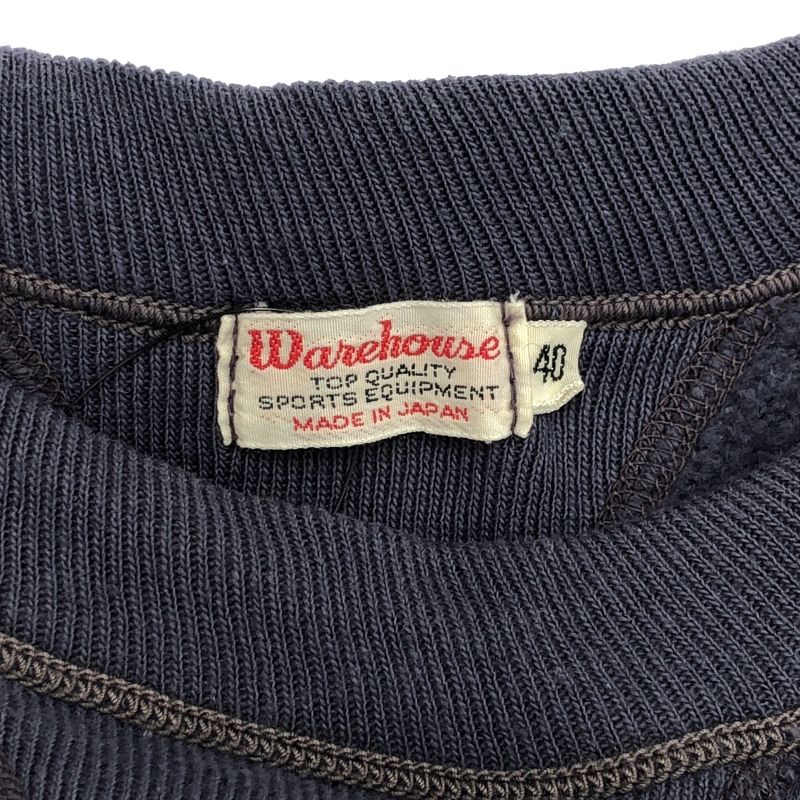 Warehouse
TOP QUALITY
SPORTS EQUIPMENT
MADE IN JAPAN
40